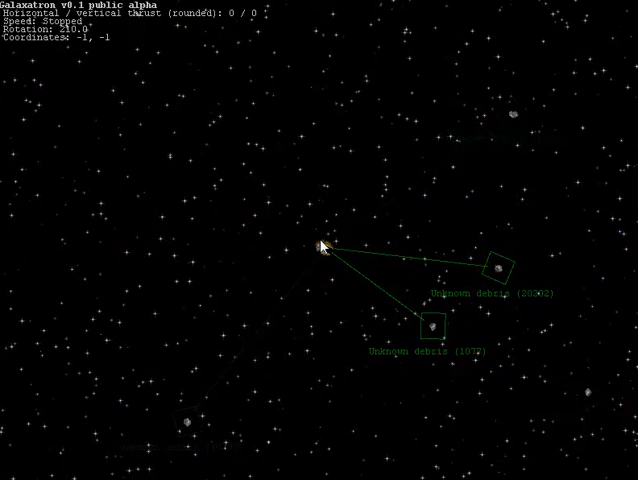 Galaxatron v0.1 public alpha
Horizontal / vertical thrust (rounded): 0 / 0
Speed: Stopped
Rotation: 210.0
Coordinates: -1, -1
Unknown debris (20202)
Unknown debris (1077)